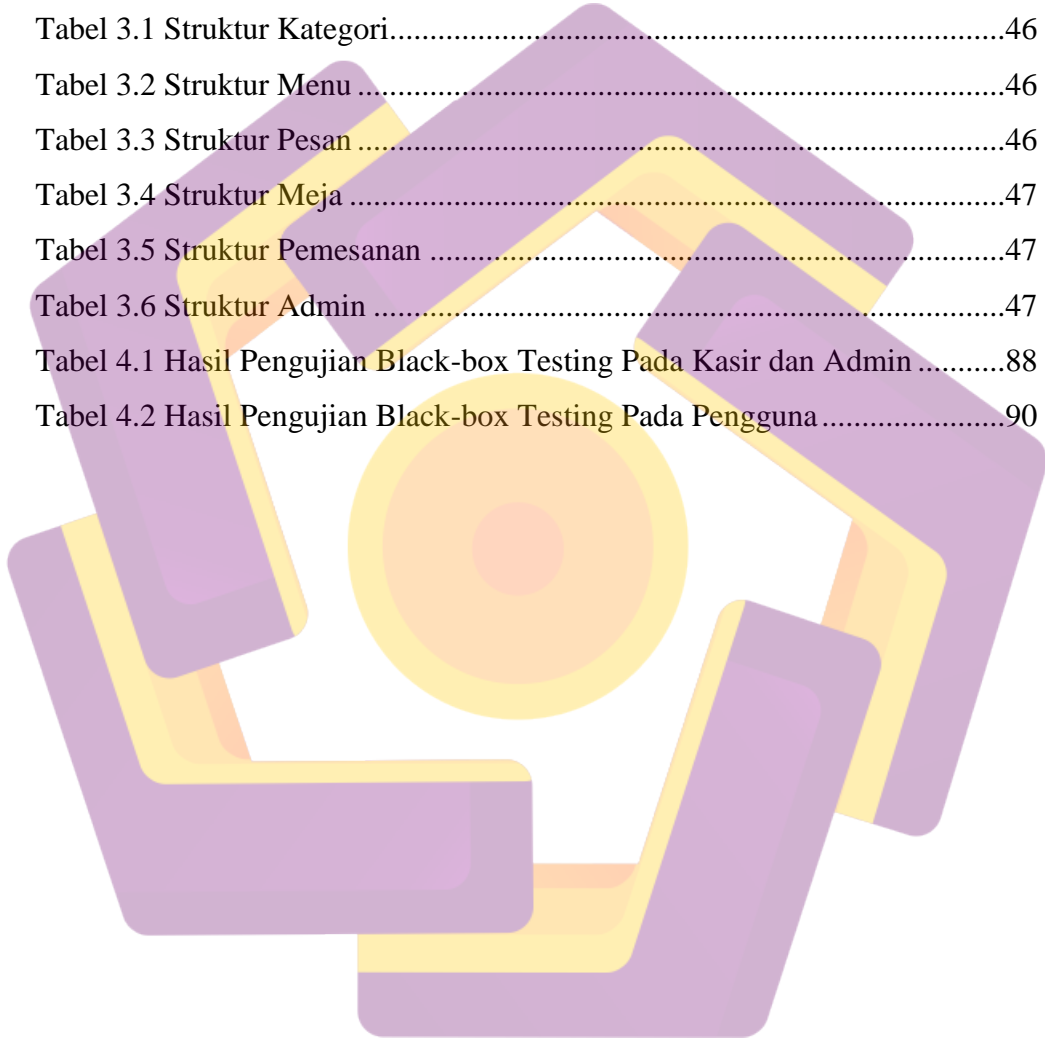 Tabel 3.1 Struktur Kategori.............................................................................46
Tabel 3.2 Struktur Menu .................................................................................46
Tabel 3.3 Struktur Pesan .................................................................................46
Tabel 3.4 Struktur Meja ..................................................................................47
Tabel 3.5 Struktur Pemesanan ........................................................................47
Tabel 3.6 Struktur Admin ...............................................................................47
Tabel 4.1 Hasil Pengujian Black-box Testing Pada Kasir dan Admin ...........88
Tabel 4.2 Hasil Pengujian Black-box Testing Pada Pengguna .......................90